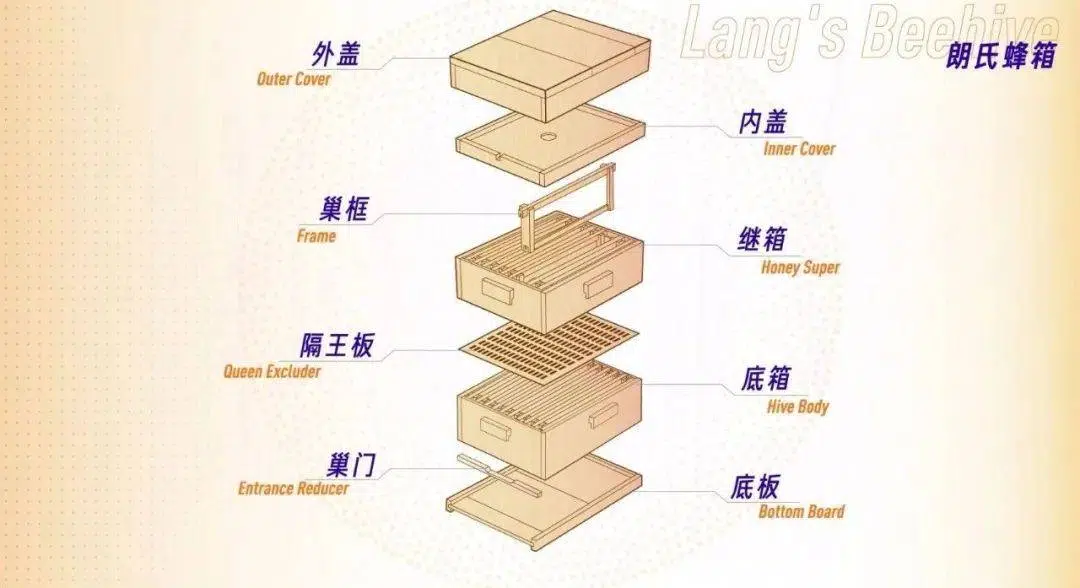 Lang's Beehive
朗氏蜂箱
外盖
Outer Cover
内盖
Inner Cover
巢框
Frame
继箱
Honey Super
隔王板
Queen Excluder
底箱
Hive Body
巢门
Entrance Reducer
底板
Bottom Board